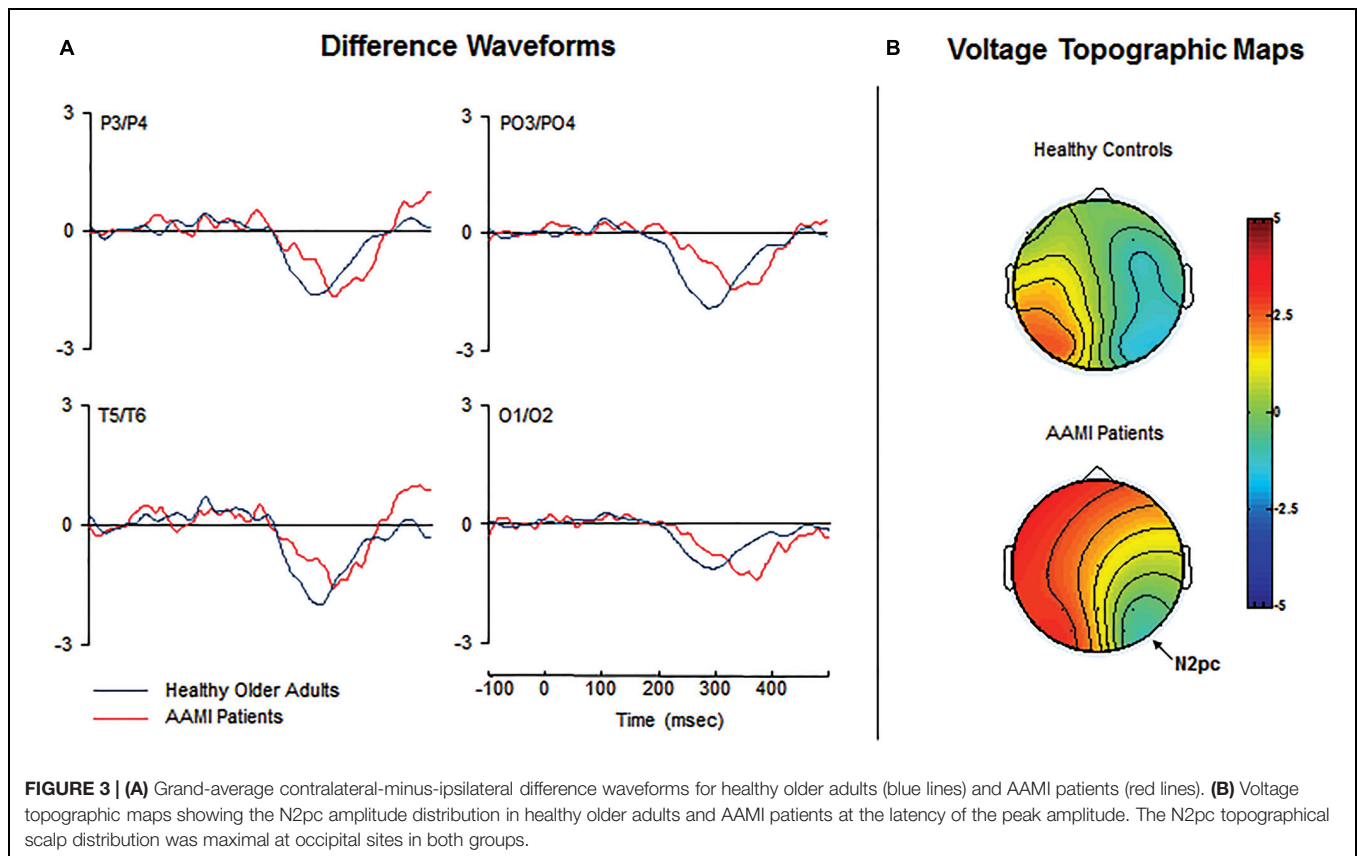 A
Difference Waveforms
B
Voltage Topographic Maps
3
P3/P4
0
-3
3
PO3/PO4
0
-3
Healthy Controls
5
2.5
0
-2.5
-5
3
T5/T6
0
-3
3
O1/O2
0
-3
AAMI Patients
N2pc
Healthy Older Adults
AAMI Patients
-100 0 100 200 300 400
Time (msec)
FIGURE 3 | (A) Grand-average contralateral-minus-ipsilateral difference waveforms for healthy older adults (blue lines) and AAMI patients (red lines). (B) Voltage
topographic maps showing the N2pc amplitude distribution in healthy older adults and AAMI patients at the latency of the peak amplitude. The N2pc topographical
scalp distribution was maximal at occipital sites in both groups.